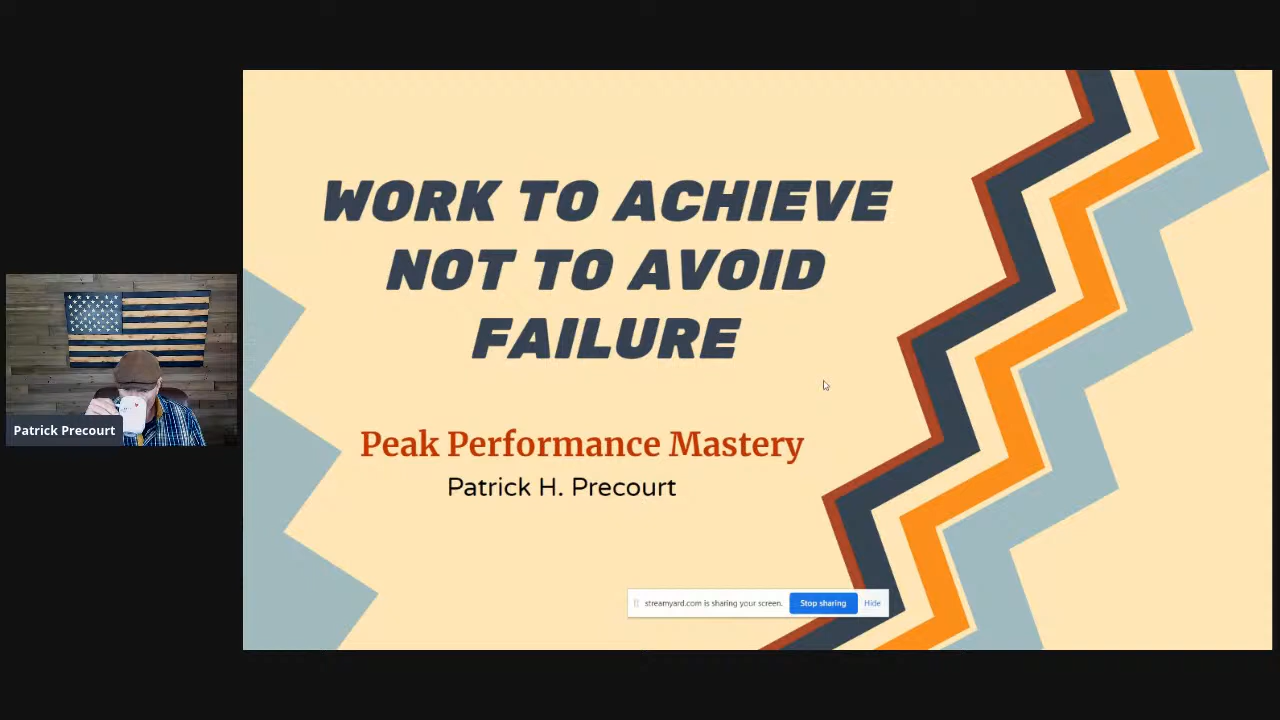 WORK TO ACHIEVE
NOT TO AVOID
FAILURE
Peak Performance Mastery
Patrick H. Precourt
Patrick Precourt
streamyard.com is sharing your screen.
Stop sharing
Hide